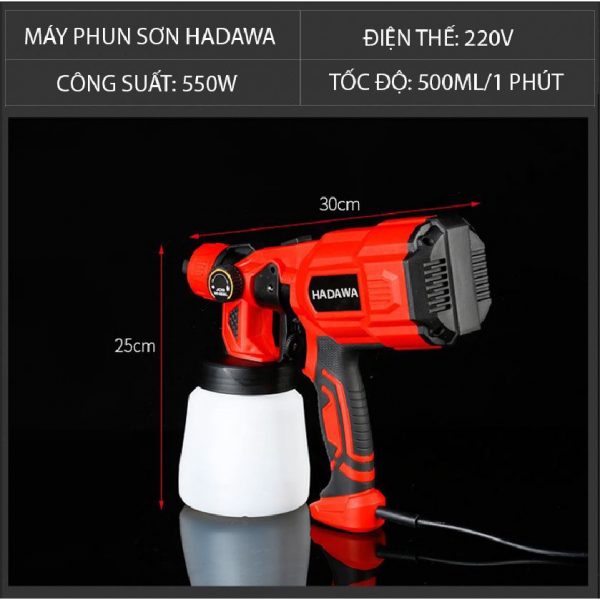 MÁY PHUN SƠN HADAWA
ĐIỆN THẾ: 220V
CÔNG SUẤT: 550W
TỐC ĐỘ: 500ML/1 PHÚT
30cm
HADAWA
25cm